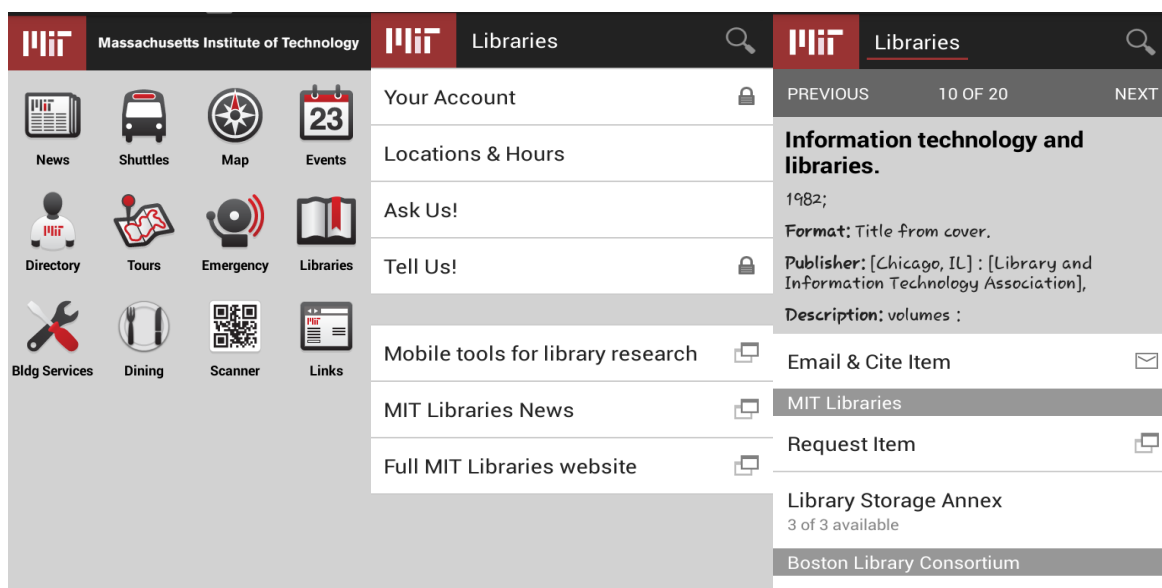 MIT Massachusetts Institute of Technology
23
News Shuttles Map Events
MIT
Directory Tours Emergency Libraries
Bldg Services Dining Scanner Links
MIT Libraries
Your Account
Locations & Hours
Ask Us!
Tell Us!
Mobile tools for library research
MIT Libraries News
Full MIT Libraries website
MIT Libraries
PREVIOUS 10 OF 20 NEXT
Information technology and
libraries.
1982;
Format: Title from cover.
Publisher: [Chicago, IL] : [Library and
Information Technology Association],
Description: volumes :
Email & Cite Item
MIT Libraries
Request Item
Library Storage Annex
3 of 3 available
Boston Library Consortium